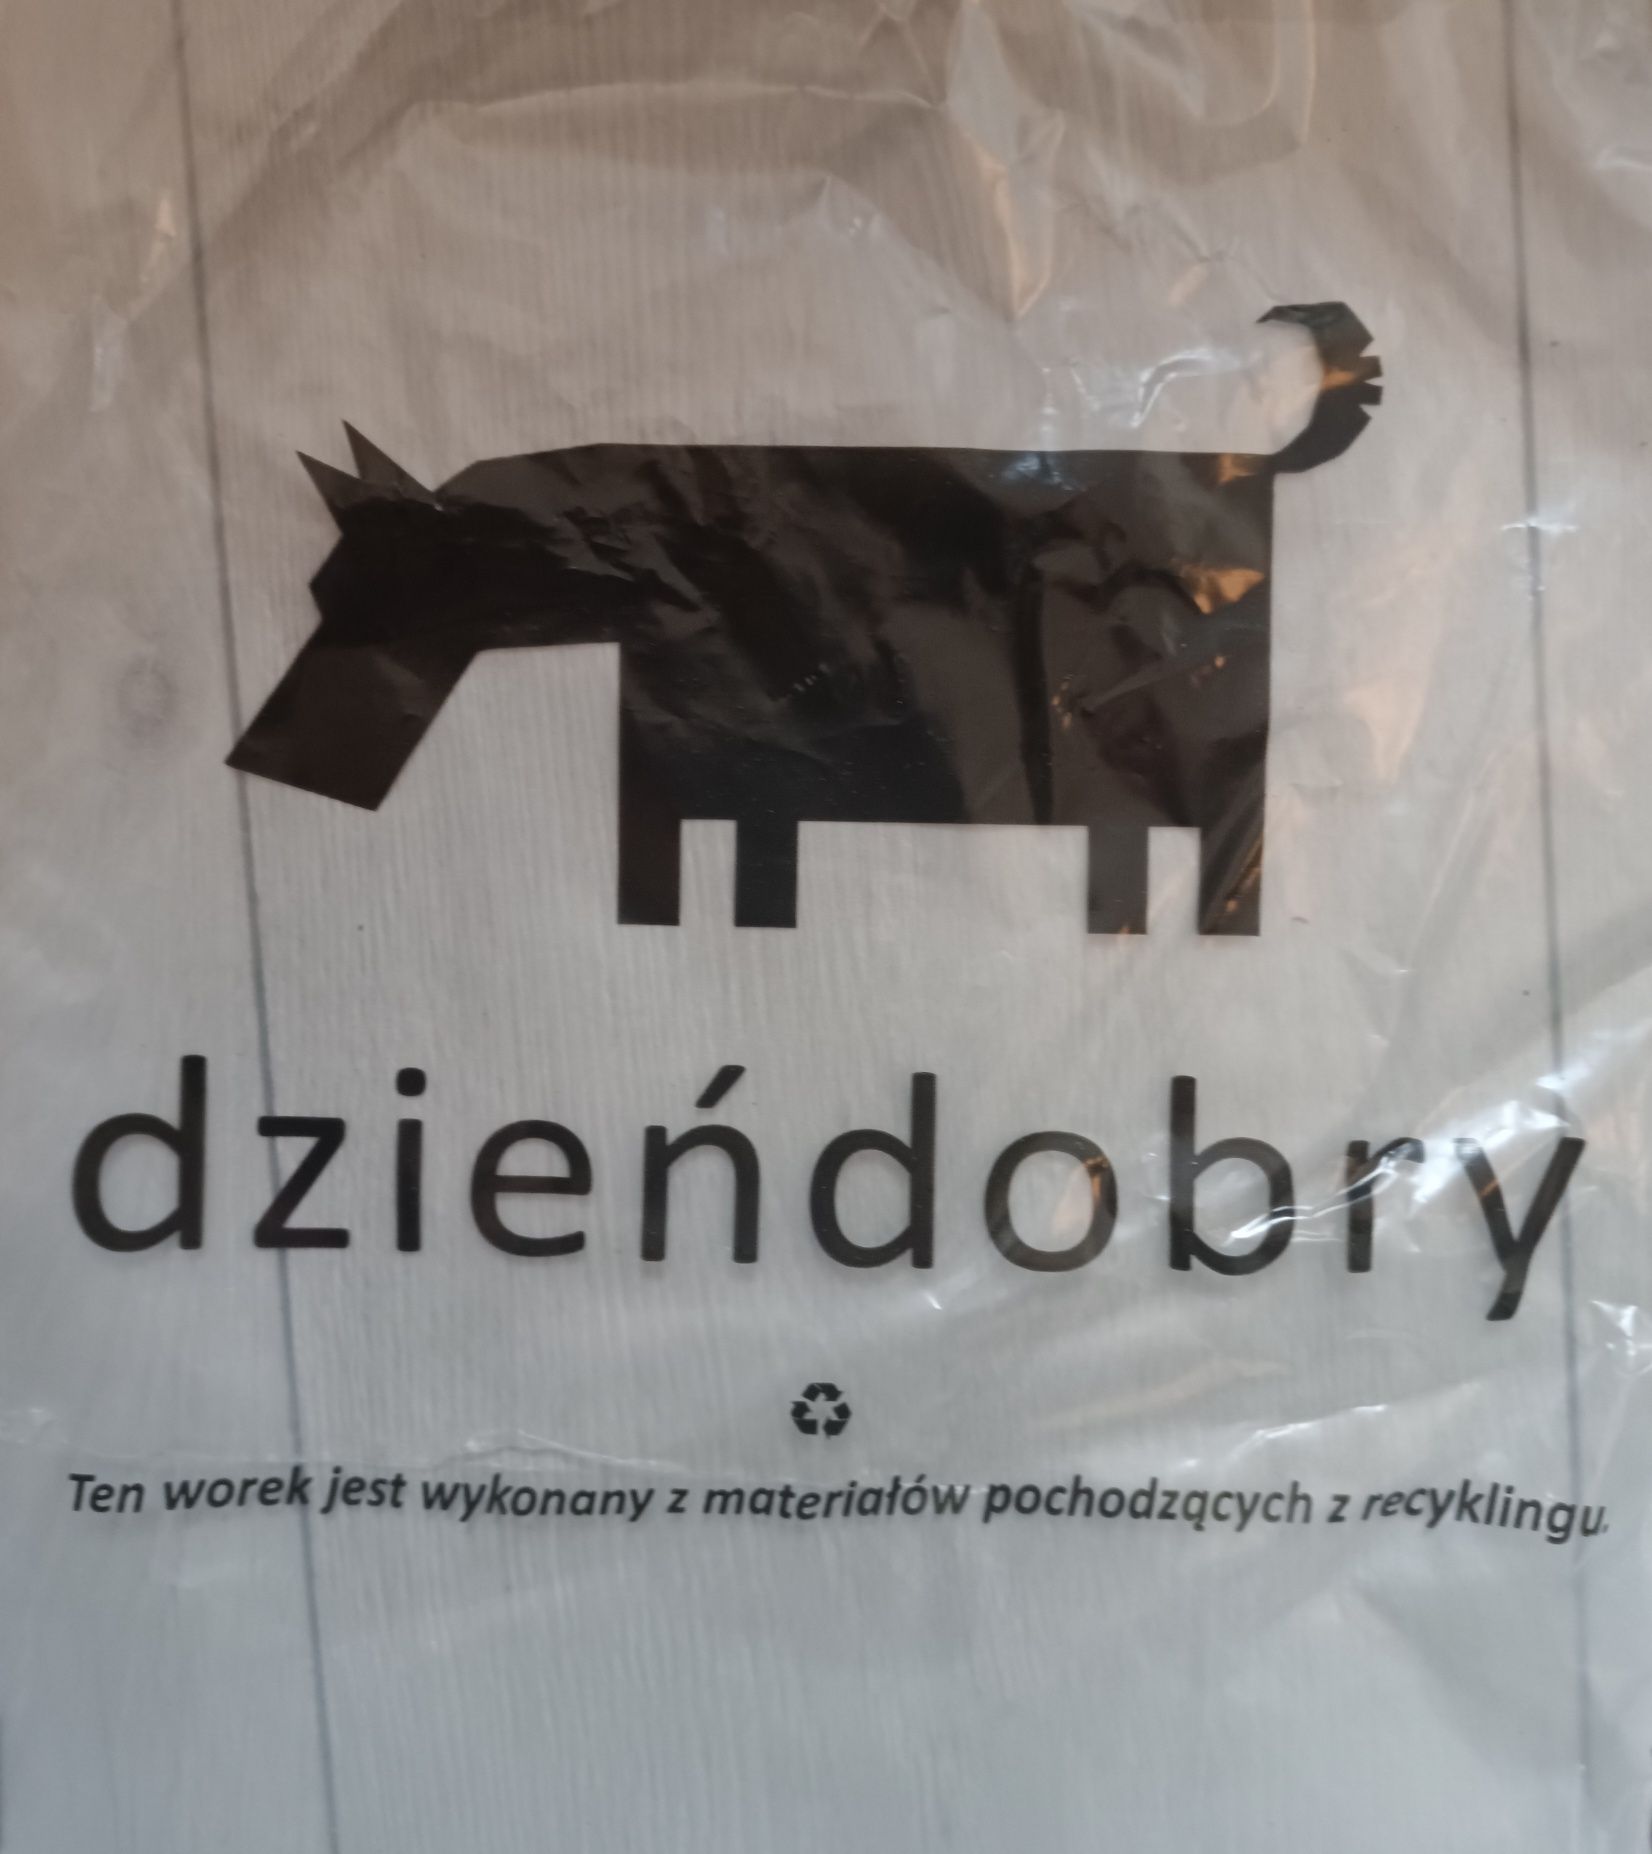 dzieńdobry
Ten worek jest wykonany z materiałów pochodzących z recyklingu.